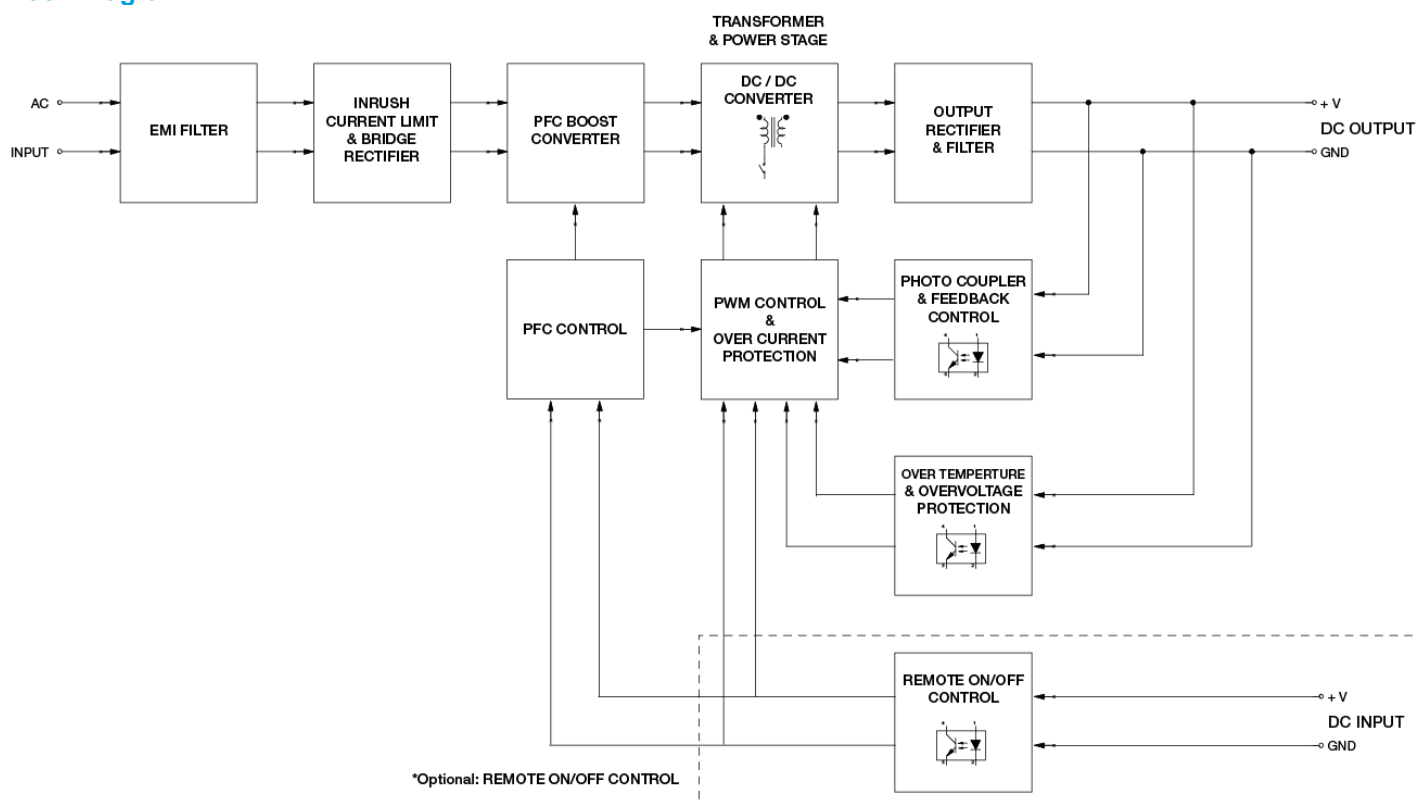 TRANSFORMER
& POWER STAGE
AC
INPUT
EMI FILTER
INRUSH
CURRENT LIMIT
& BRIDGE
RECTIFIER
PFC BOOST
CONVERTER
DC / DC
CONVERTER
OUTPUT
RECTIFIER
& FILTER
+ V
DC OUTPUT
GND
PFC CONTROL
PWM CONTROL
&
OVER CURRENT
PROTECTION
PHOTO COUPLER
& FEEDBACK
CONTROL
OVER TEMPERTURE
& OVERVOLTAGE
PROTECTION
REMOTE ON/OFF
CONTROL
+ V
DC INPUT
GND
*Optional: REMOTE ON/OFF CONTROL